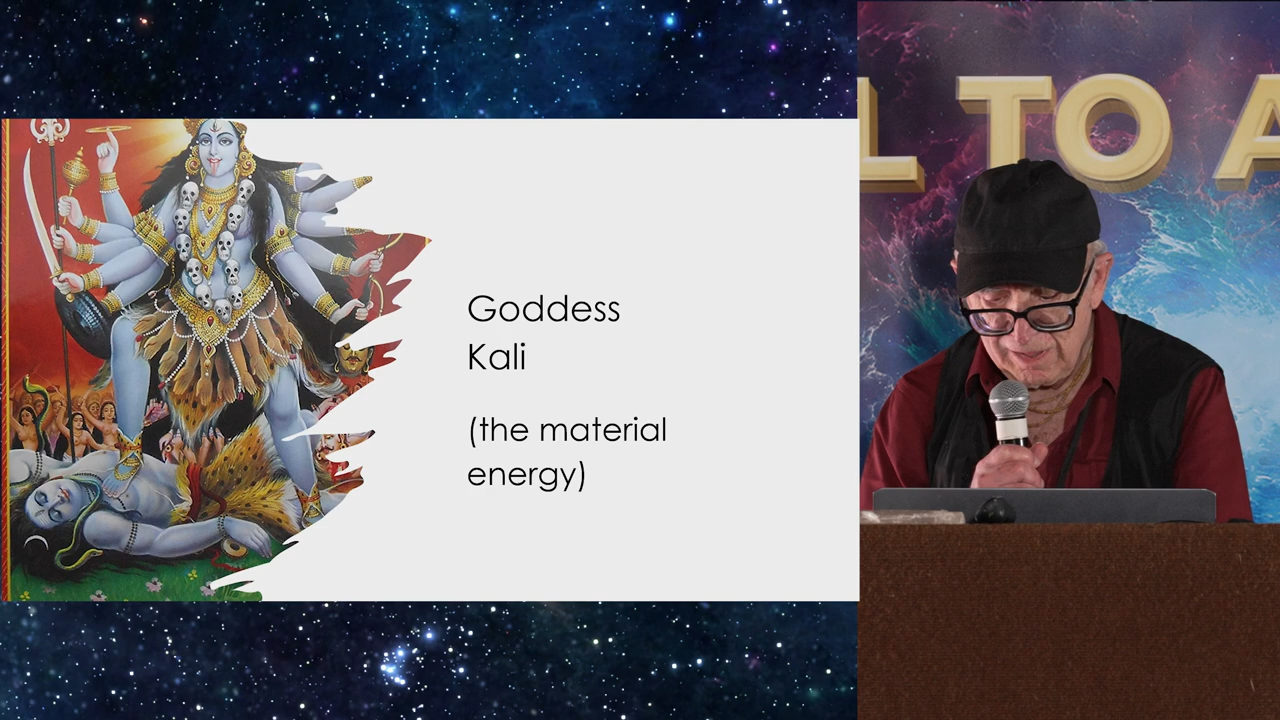 Goddess
Kali
(the material
energy)
L TO A